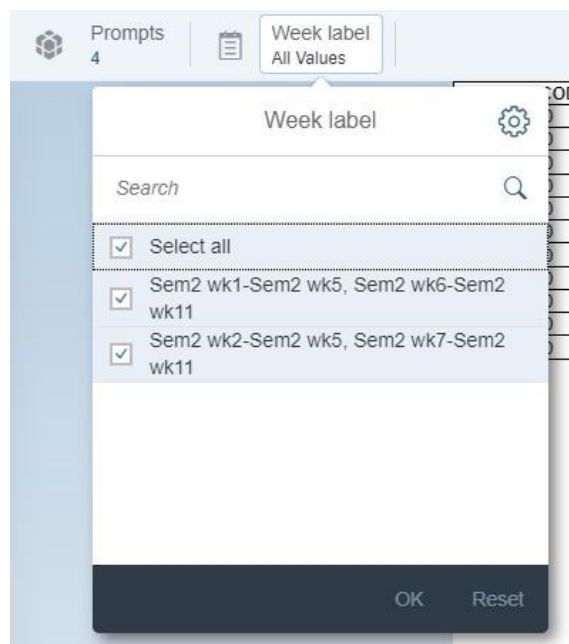 Prompts
4
Week label
All Values
Week label
Search
Select all
Sem2 wk1-Sem2 wk5, Sem2 wk6-Sem2
wk11
Sem2 wk2-Sem2 wk5, Sem2 wk7-Sem2
wk11
OK
Reset